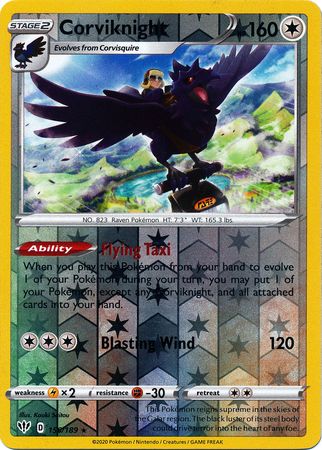 STAGE 2
Corviknight
160
Evolves from Corvisquire
NO. 823 Raven Pokémon HT: 7'3" WT: 165.3 lbs.
Ability Flying Taxi
When you play this Pokémon from your hand to evolve
1 of your Pokémon during your turn, you may put 1
of your Pokémon, except any Corviknight, and all attached
cards into your hand.
Blasting Wind 120
weakness ×2 resistance -30 retreat
Illus. Kouki Saitou
D /189 ★
This Pokémon reigns supreme in the skies of
the Galar region. The black luster of its steel body
could drive terror into the heart of any foe.
©2020 Pokémon / Nintendo / Creatures / GAME FREAK